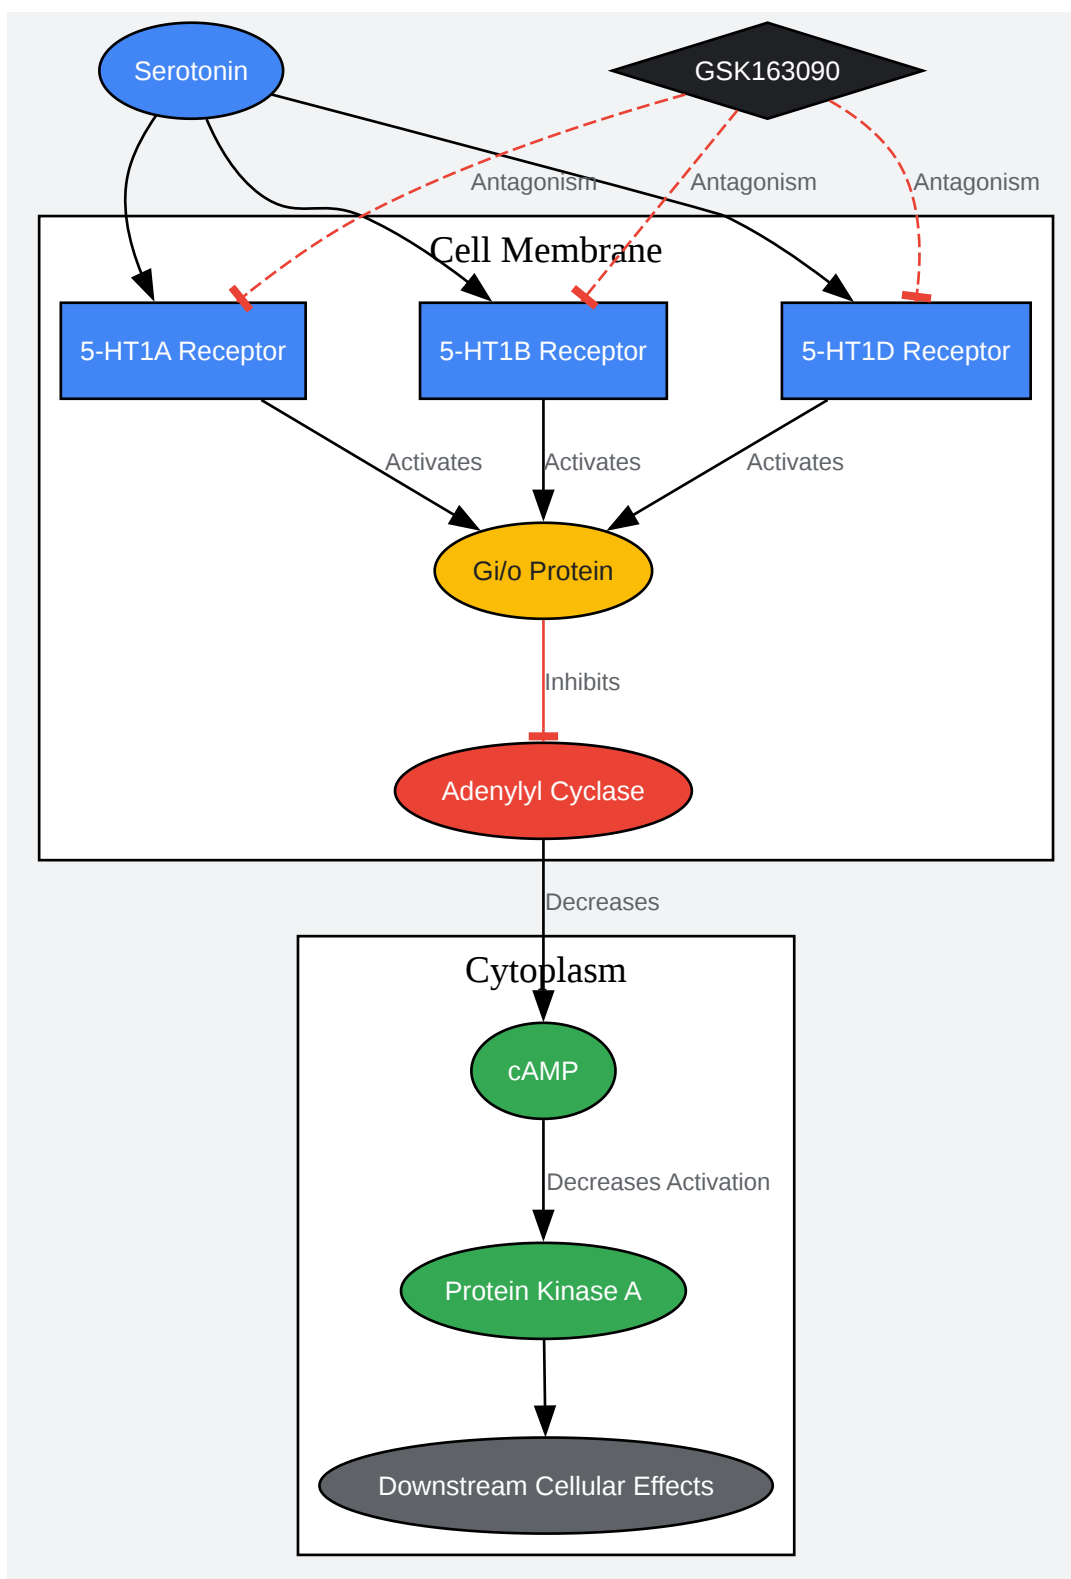 Serotonin
GSK163090
Antagonism
Antagonism
Antagonism
Cell Membrane
5-HT1A Receptor
5-HT1B Receptor
5-HT1D Receptor
Activates
Activates
Activates
Gi/o Protein
Inhibits
Adenylyl Cyclase
Decreases
Cytoplasm
cAMP
Decreases Activation
Protein Kinase A
Downstream Cellular Effects